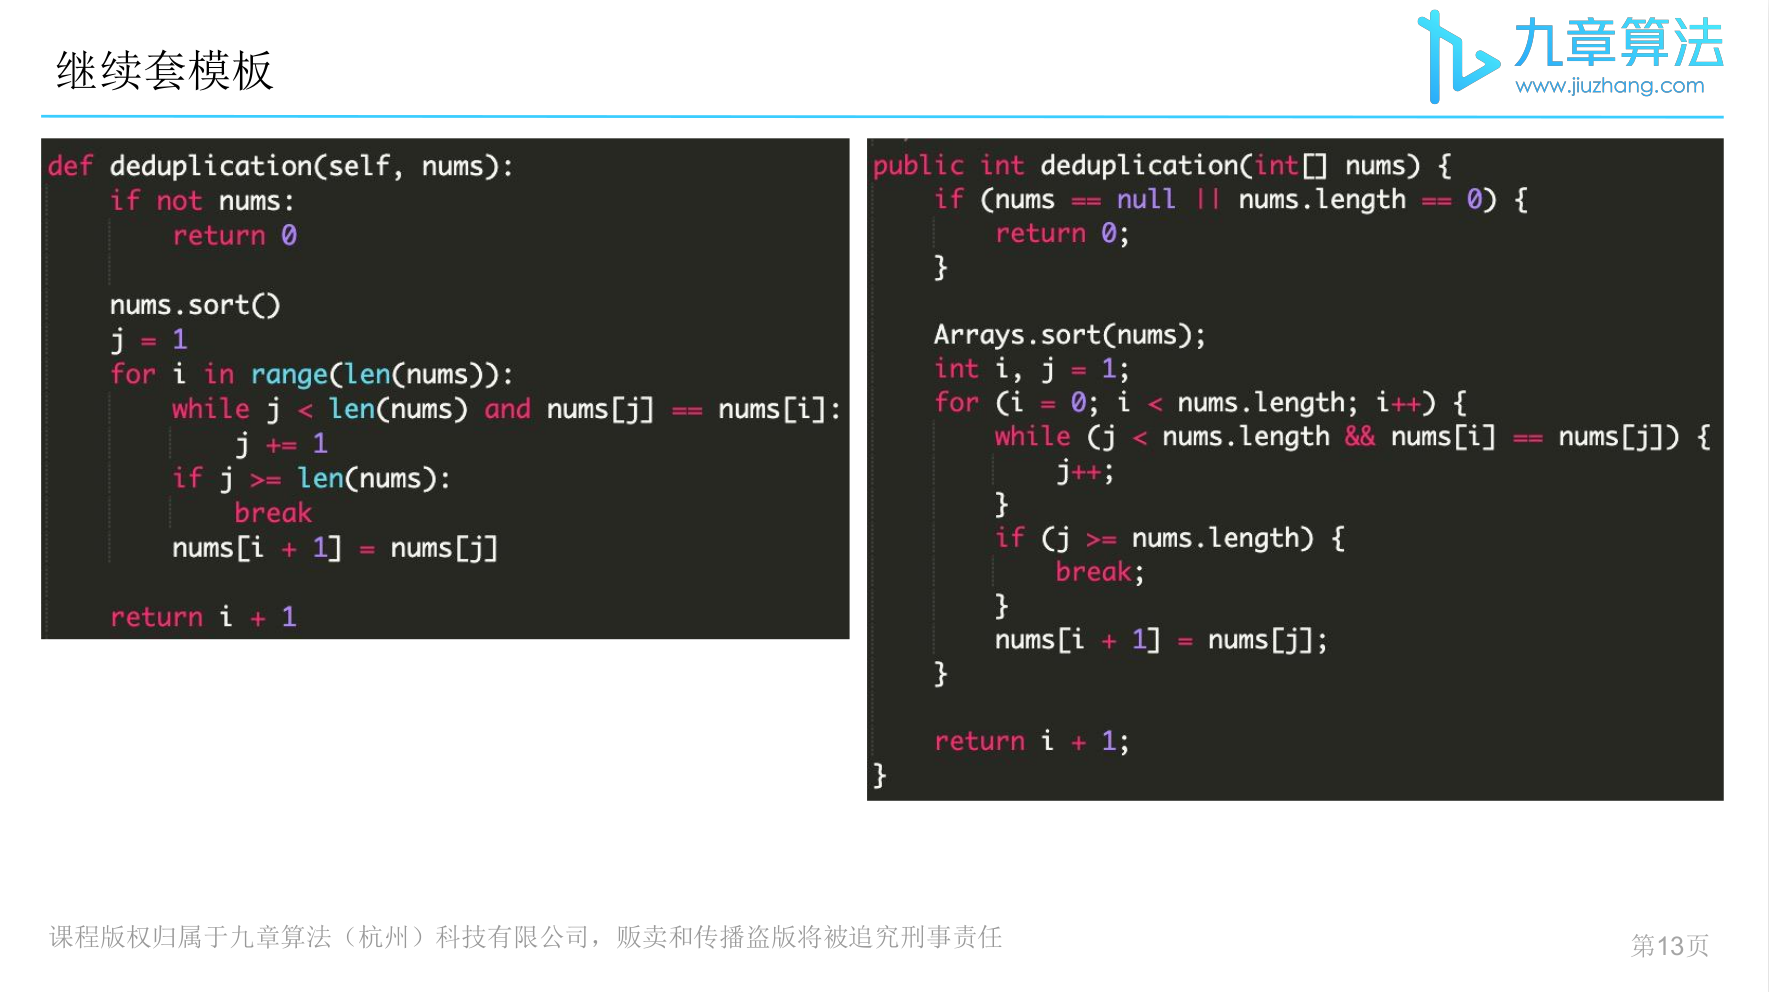 继续套模板
九章算法
www.jiuzhang.com
def deduplication(self, nums):
    if not nums:
        return 0
    nums.sort()
    j = 1
    for i in range(len(nums)):
        while j < len(nums) and nums[j] == nums[i]:
            j += 1
        if j >= len(nums):
            break
        nums[i + 1] = nums[j]
    return i + 1
public int deduplication(int[] nums) {
    if (nums == null || nums.length == 0) {
        return 0;
    }
    Arrays.sort(nums);
    int i, j = 1;
    for (i = 0; i < nums.length; i++) {
        while (j < nums.length && nums[i] == nums[j]) {
            j++;
        }
        if (j >= nums.length) {
            break;
        }
        nums[i + 1] = nums[j];
    }
    return i + 1;
}
课程版权归属于九章算法（杭州）科技有限公司，贩卖和传播盗版将被追究刑事责任
第13页